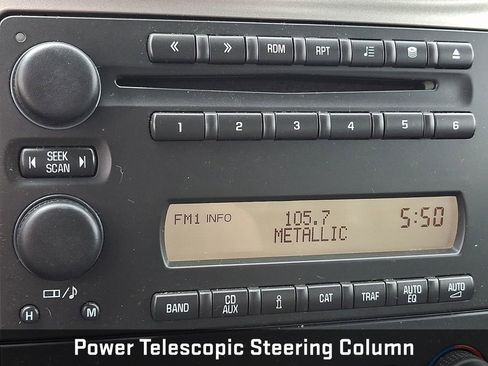 RDM RPT
1 2 3 4 5 6
SEEK
SCAN
FM1 INFO 105.7 5:50
METALLIC
BAND CD AUX i CAT TRAF AUTO EQ AUTO
H M
Power Telescopic Steering Column